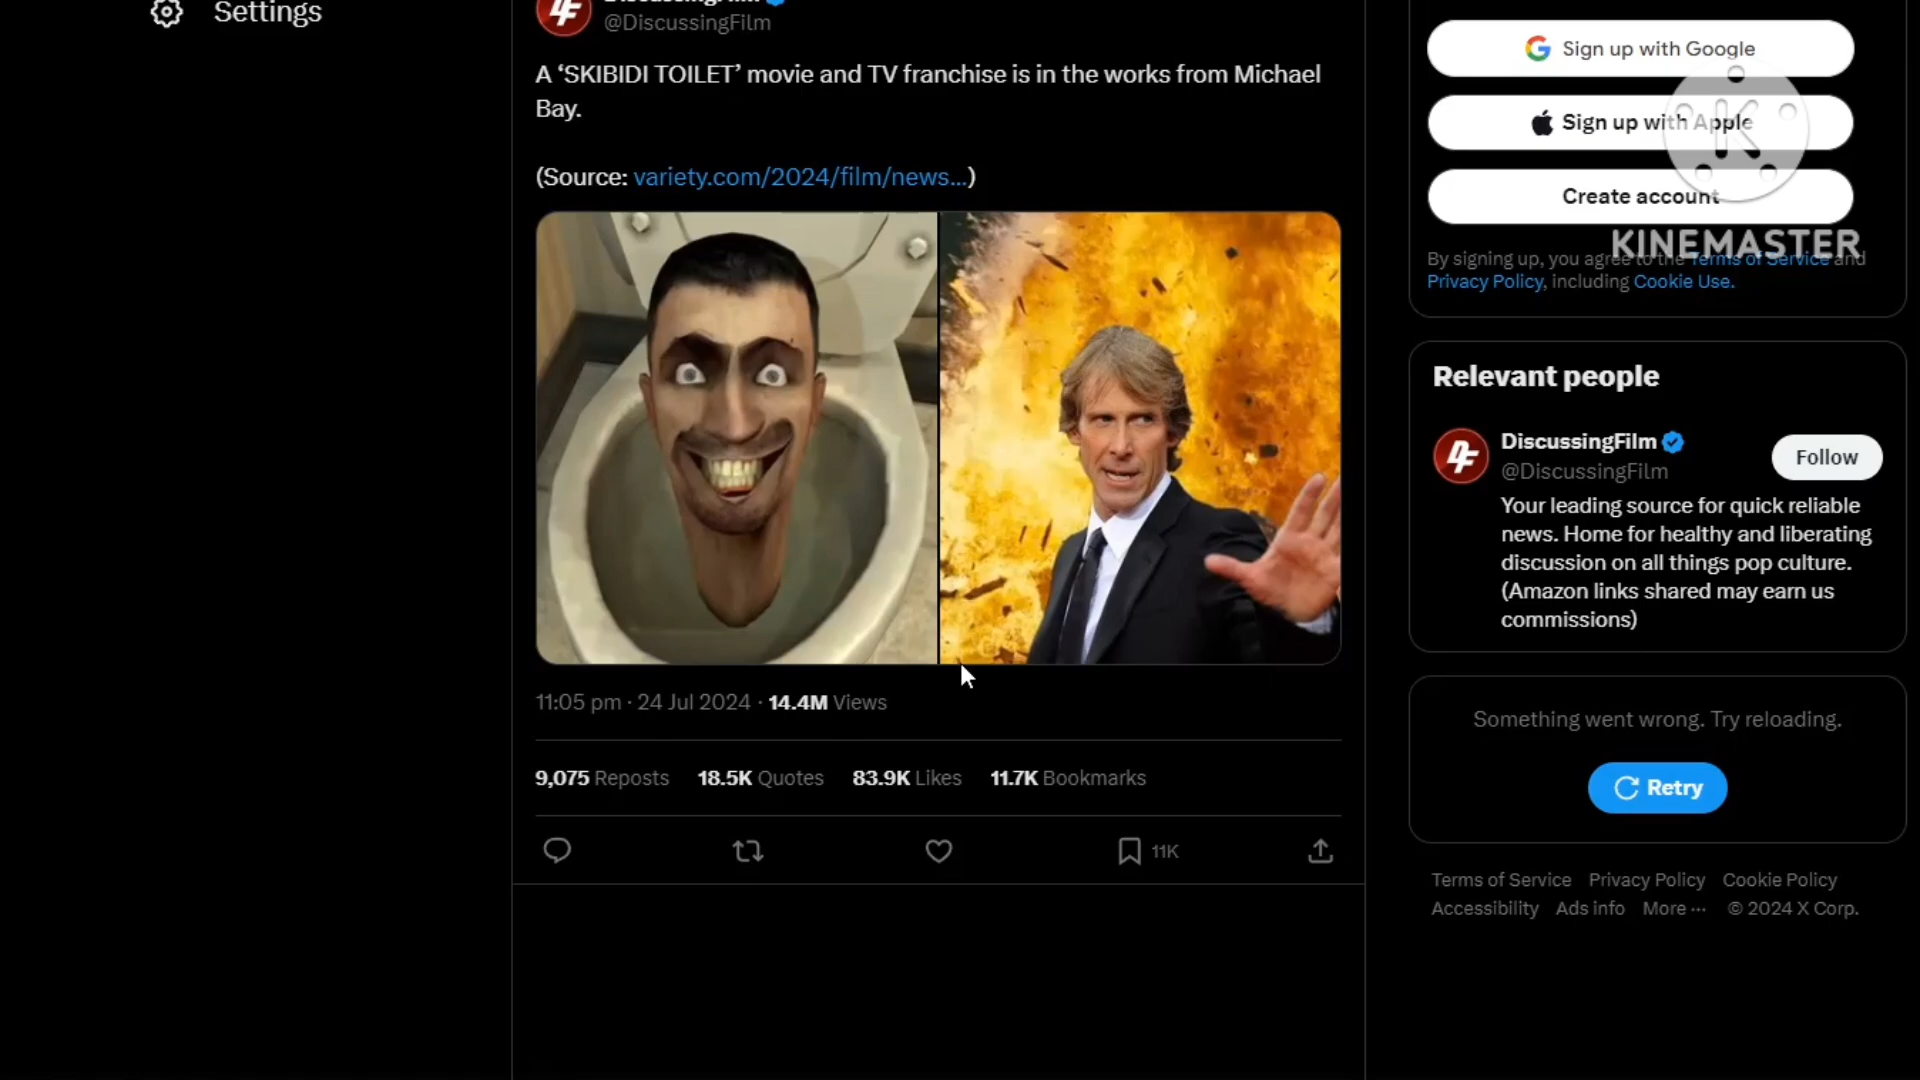 Settings
@DiscussingFilm
A ‘SKIBIDI TOILET’ movie and TV franchise is in the works from Michael
Bay.
(Source: variety.com/2024/film/news...)
11:05 pm · 24 Jul 2024 · 14.4M Views
9,075 Reposts 18.5K Quotes 83.9K Likes 11.7K Bookmarks
11K
Sign up with Google
Sign up with Apple
Create account
KINEMASTER
By signing up, you agree to the Terms of Service and
Privacy Policy, including Cookie Use.
Relevant people
DiscussingFilm
@DiscussingFilm
Follow
Your leading source for quick reliable
news. Home for healthy and liberating
discussion on all things pop culture.
(Amazon links shared may earn us
commissions)
Something went wrong. Try reloading.
Retry
Terms of Service Privacy Policy Cookie Policy
Accessibility Ads info More ··· © 2024 X Corp.